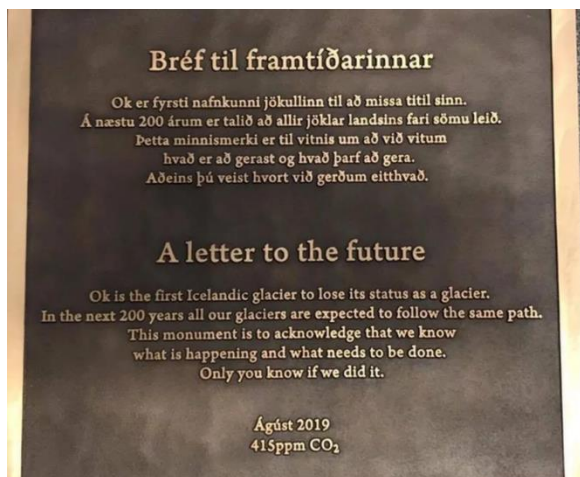 Bréf til framtíðarinnar
Ok er fyrsti nafnkunni jökullinn til að missa titil sinn.
Á næstu 200 árum er talið að allir jöklar landsins fari sömu leið.
Þetta minnismerki er til vitnis um að við vitum
hvað er að gerast og hvað þarf að gera.
Aðeins þú veist hvort við gerðum eitthvað.
A letter to the future
Ok is the first Icelandic glacier to lose its status as a glacier.
In the next 200 years all our glaciers are expected to follow the same path.
This monument is to acknowledge that we know
what is happening and what needs to be done.
Only you know if we did it.
Ágúst 2019
415ppm CO₂